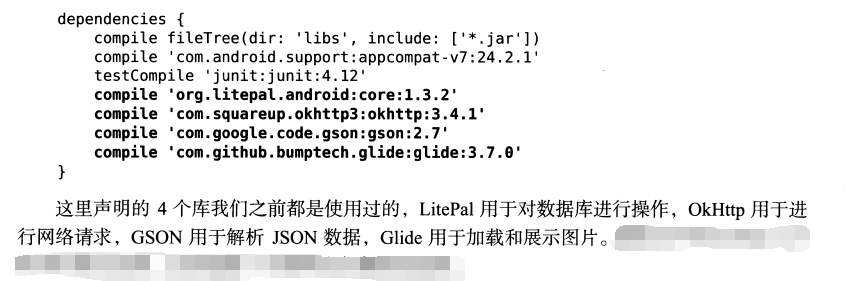 dependencies {
    compile fileTree(dir: 'libs', include: ['*.jar'])
    compile 'com.android.support:appcompat-v7:24.2.1'
    testCompile 'junit:junit:4.12'
    compile 'org.litepal.android:core:1.3.2'
    compile 'com.squareup.okhttp3:okhttp:3.4.1'
    compile 'com.google.code.gson:gson:2.7'
    compile 'com.github.bumptech.glide:glide:3.7.0'
}
这里声明的 4 个库我们之前都是使用过的，LitePal 用于对数据库进行操作，OkHttp 用于进
行网络请求，GSON 用于解析 JSON 数据，Glide 用于加载和展示图片。